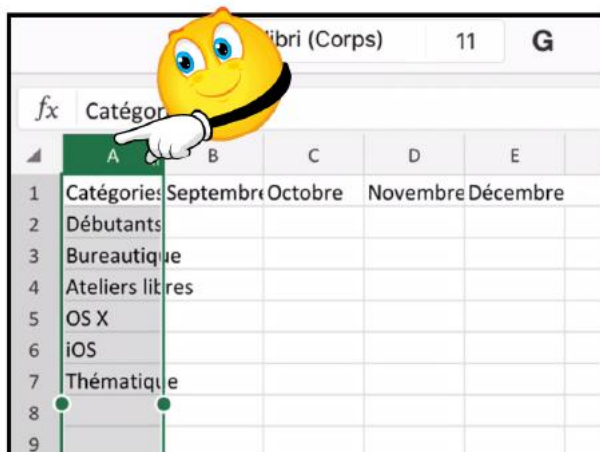 ibri (Corps) 11 G
fx Catégor
A B C D E
1 Catégories Septembre Octobre Novembre Décembre
2 Débutants
3 Bureautique
4 Ateliers libres
5 OS X
6 iOS
7 Thématique
8
9